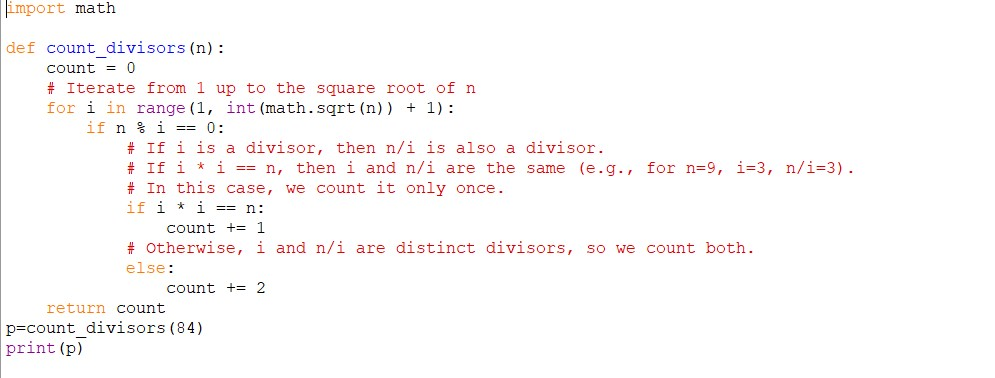 import math

def count_divisors(n):
    count = 0
    # Iterate from 1 up to the square root of n
    for i in range(1, int(math.sqrt(n)) + 1):
        if n % i == 0:
            # If i is a divisor, then n/i is also a divisor.
            # If i * i == n, then i and n/i are the same (e.g., for n=9, i=3, n/i=3).
            # In this case, we count it only once.
            if i * i == n:
                count += 1
            # Otherwise, i and n/i are distinct divisors, so we count both.
            else:
                count += 2
    return count
p=count_divisors(84)
print(p)